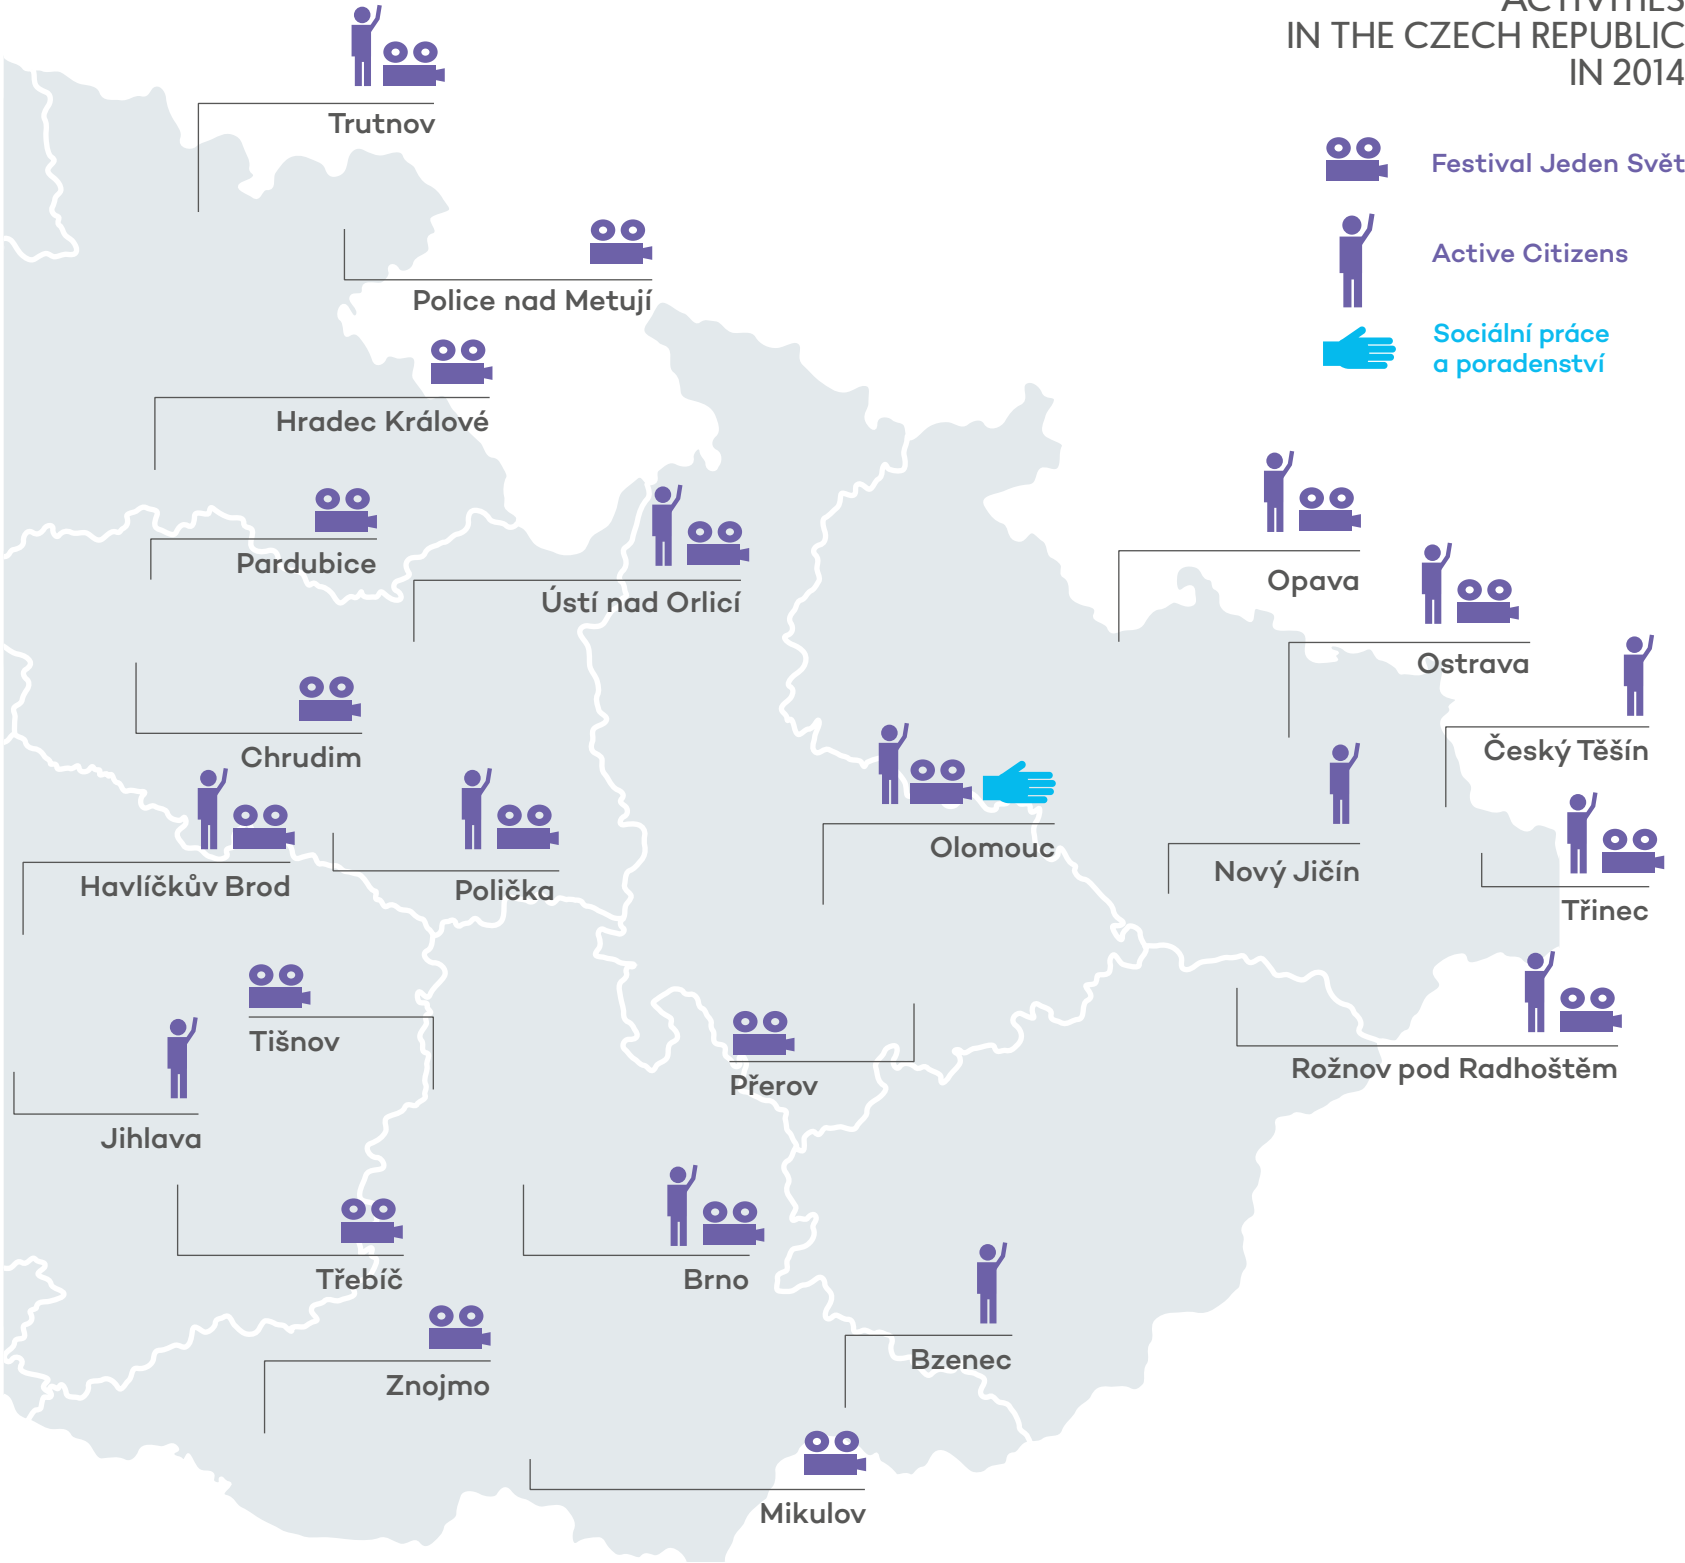 ACTIVITIES
IN THE CZECH REPUBLIC
IN 2014
Festival Jeden Svět
Active Citizens
Sociální práce
a poradenství
Trutnov
Police nad Metují
Hradec Králové
Pardubice
Ústí nad Orlicí
Opava
Ostrava
Český Těšín
Chrudim
Olomouc
Nový Jičín
Havlíčkův Brod
Polička
Třinec
Tišnov
Rožnov pod Radhoštěm
Přerov
Jihlava
Třebíč
Brno
Bzenec
Znojmo
Mikulov